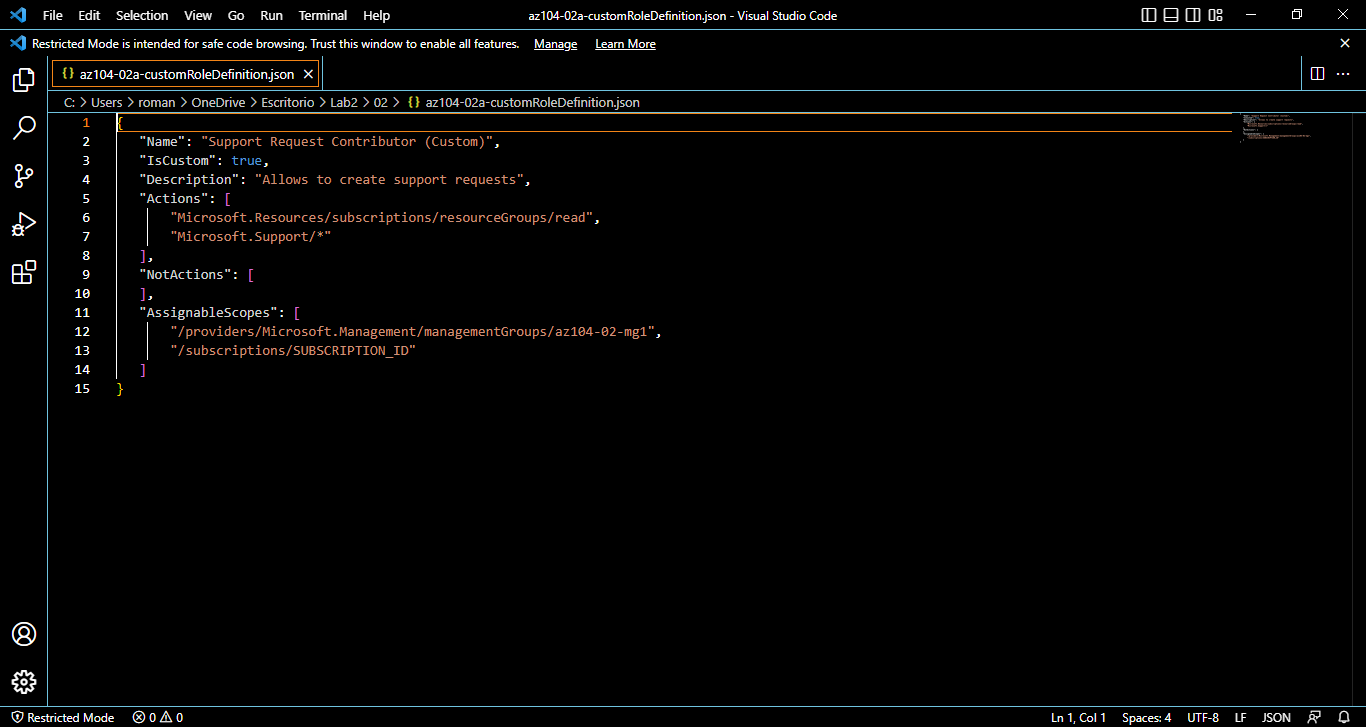 File Edit Selection View Go Run Terminal Help az104-02a-customRoleDefinition.json - Visual Studio Code
Restricted Mode is intended for safe code browsing. Trust this window to enable all features. Manage Learn More
{} az104-02a-customRoleDefinition.json
C: > Users > roman > OneDrive > Escritorio > Lab2 > 02 > {} az104-02a-customRoleDefinition.json
1 {
2 "Name": "Support Request Contributor (Custom)",
3 "IsCustom": true,
4 "Description": "Allows to create support requests",
5 "Actions": [
6 "Microsoft.Resources/subscriptions/resourceGroups/read",
7 "Microsoft.Support/*"
8 ],
9 "NotActions": [
10 ],
11 "AssignableScopes": [
12 "/providers/Microsoft.Management/managementGroups/az104-02-mg1",
13 "/subscriptions/SUBSCRIPTION_ID"
14 ]
15 }
Restricted Mode 0 0 Ln 1, Col 1 Spaces: 4 UTF-8 LF JSON